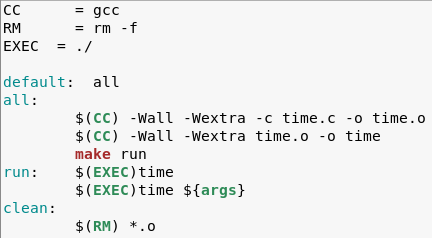 CC      = gcc
RM      = rm -f
EXEC  = ./

default:  all
all:
        $(CC) -Wall -Wextra -c time.c -o time.o
        $(CC) -Wall -Wextra time.o -o time
        make run
run:    $(EXEC)time
        $(EXEC)time ${args}
clean:
        $(RM) *.o